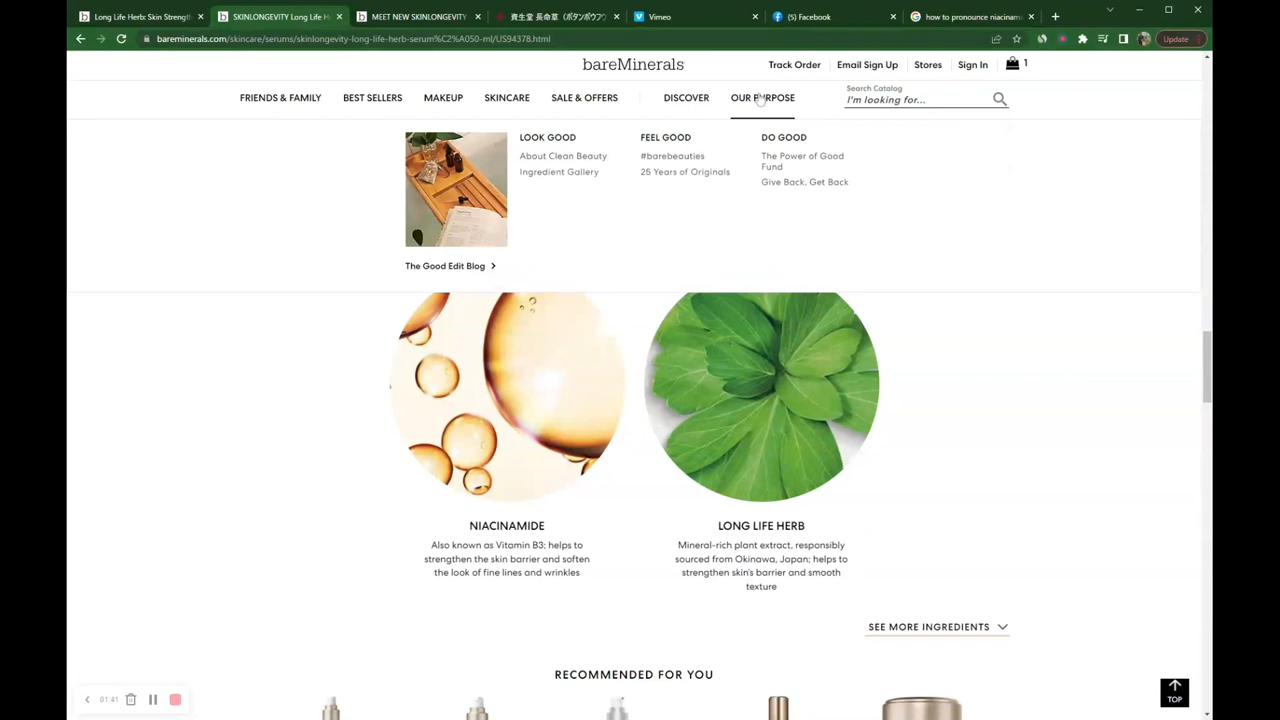 Long Life Herb: Skin Strength
SKINLONGEVITY Long Life H
MEET NEW SKINLONGEVITY
資生堂 長命草（ボタンボウフウ
Vimeo
(5) Facebook
how to pronounce niacinam
Update
bareminerals.com/skincare/serums/skinlongevity-long-life-herb-serum%C2%A050-ml/US94378.html
bareMinerals
Track Order
Email Sign Up
Stores
Sign In
1
FRIENDS & FAMILY
BEST SELLERS
MAKEUP
SKINCARE
SALE & OFFERS
DISCOVER
OUR PURPOSE
Search Catalog
I'm looking for...
LOOK GOOD
About Clean Beauty
Ingredient Gallery
FEEL GOOD
#barebeauties
25 Years of Originals
DO GOOD
The Power of Good
Fund
Give Back, Get Back
The Good Edit Blog
NIACINAMIDE
Also known as Vitamin B3; helps to
strengthen the skin barrier and soften
the look of fine lines and wrinkles
LONG LIFE HERB
Mineral-rich plant extract, responsibly
sourced from Okinawa, Japan; helps to
strengthen skin's barrier and smooth
texture
SEE MORE INGREDIENTS
RECOMMENDED FOR YOU
01:41
TOP